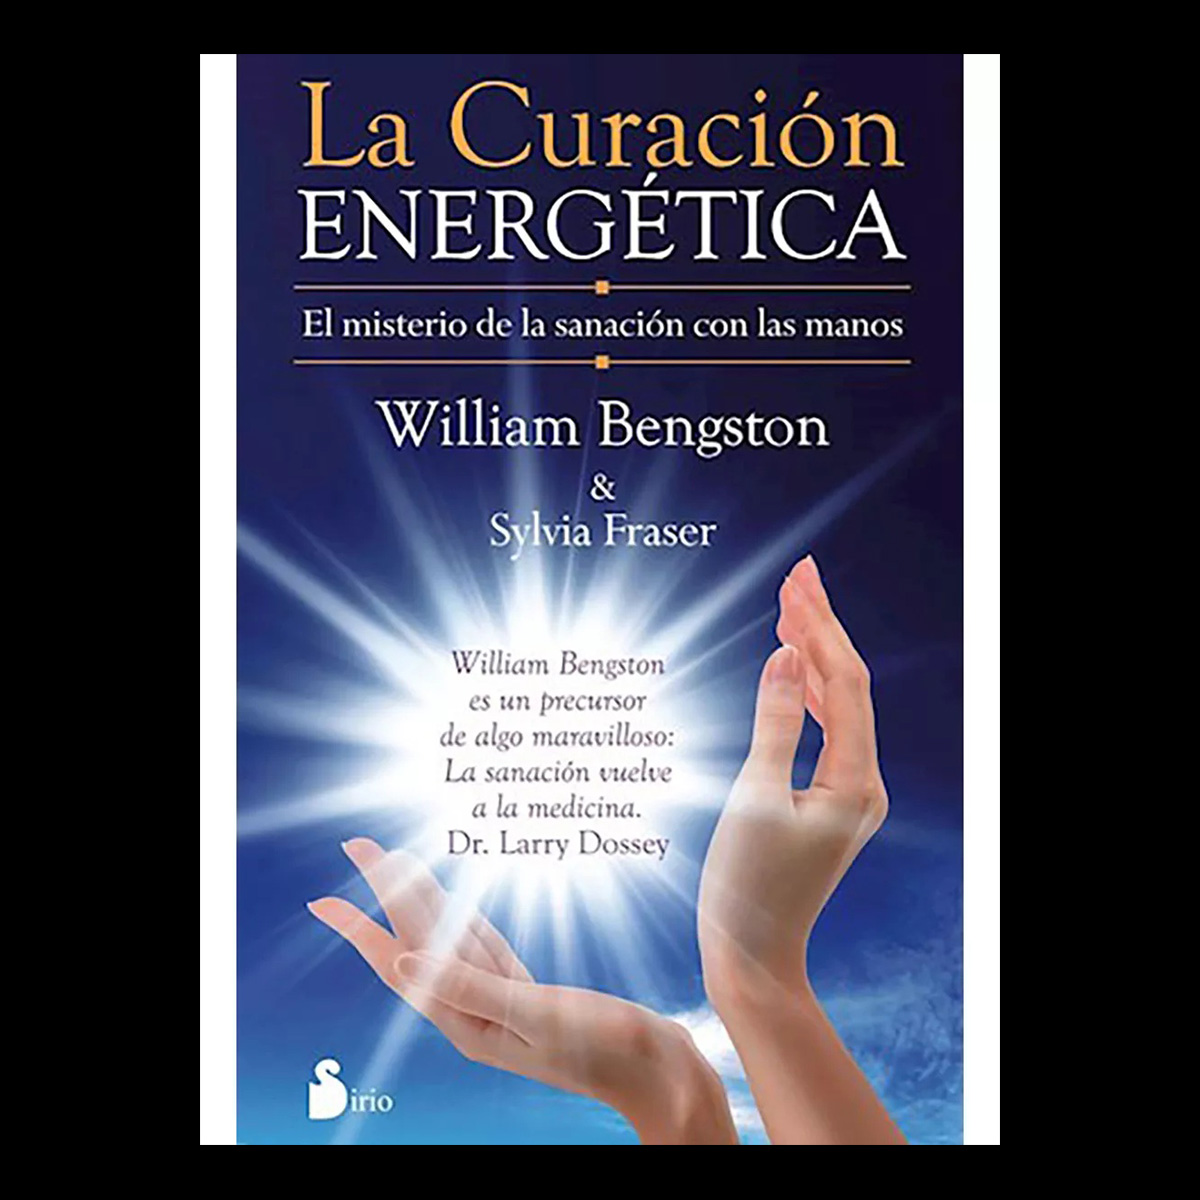 La Curación
ENERGÉTICA
El misterio de la sanación con las manos
William Bengston
&
Sylvia Fraser
William Bengston
es un precursor
de algo maravilloso:
La sanación vuelve
a la medicina.
Dr. Larry Dossey
Sirio